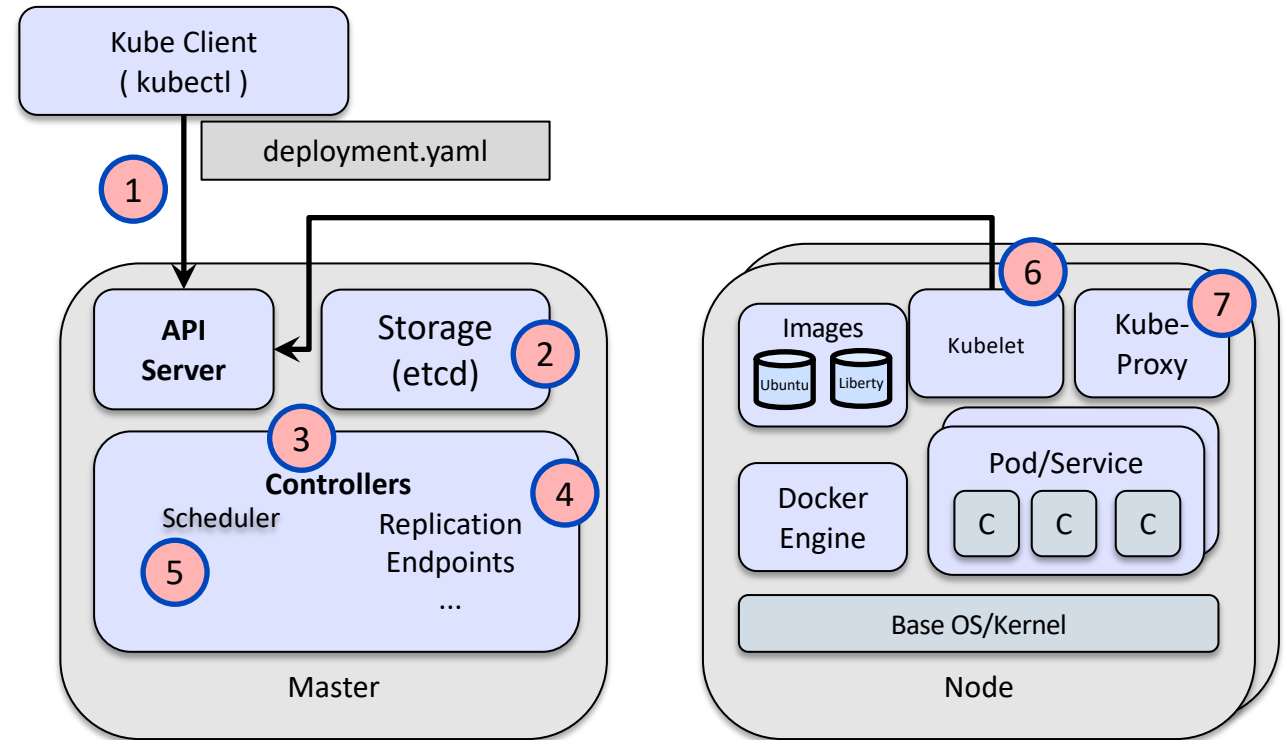 Kube Client
( kubectl )
deployment.yaml
1
API
Server
Storage
(etcd)
2
3
Controllers
4
Scheduler
5
Replication
Endpoints
...
Master
6
7
Images
Ubuntu
Liberty
Kubelet
Kube-
Proxy
Docker
Engine
Pod/Service
C C C
Base OS/Kernel
Node